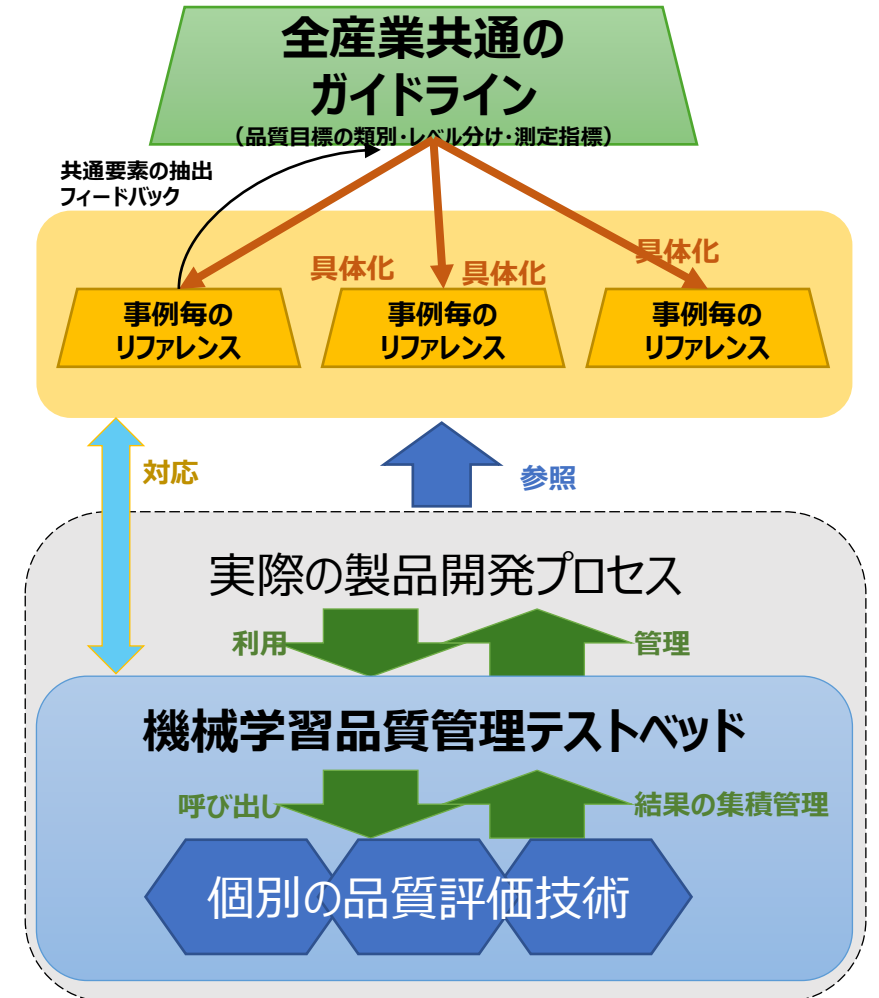 全産業共通の
ガイドライン
（品質目標の類別・レベル分け・測定指標）
共通要素の抽出
フィードバック
具体化
具体化
具体化
事例毎の
リファレンス
事例毎の
リファレンス
事例毎の
リファレンス
対応
参照
実際の製品開発プロセス
利用
管理
機械学習品質管理テストベッド
呼び出し
結果の集積管理
個別の品質評価技術